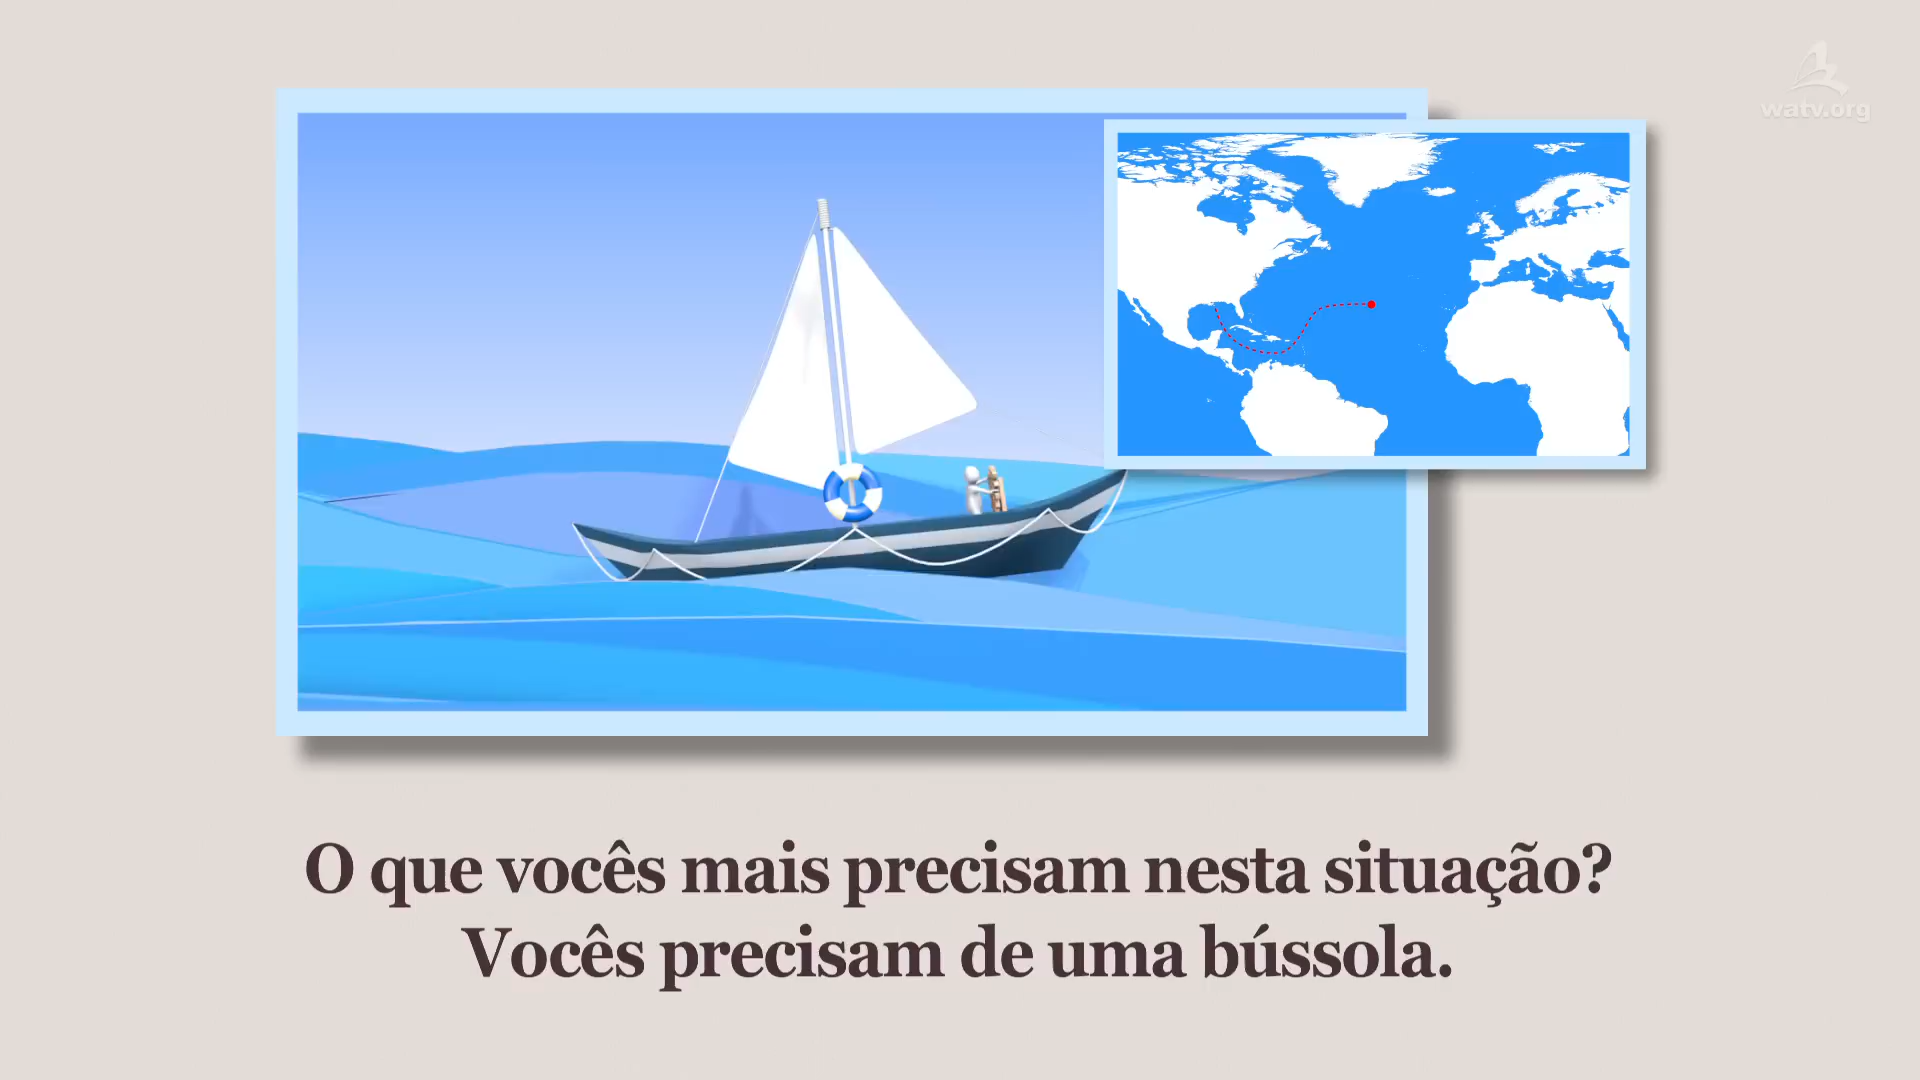 watv.org
O que vocês mais precisam nesta situação?
Vocês precisam de uma bússola.